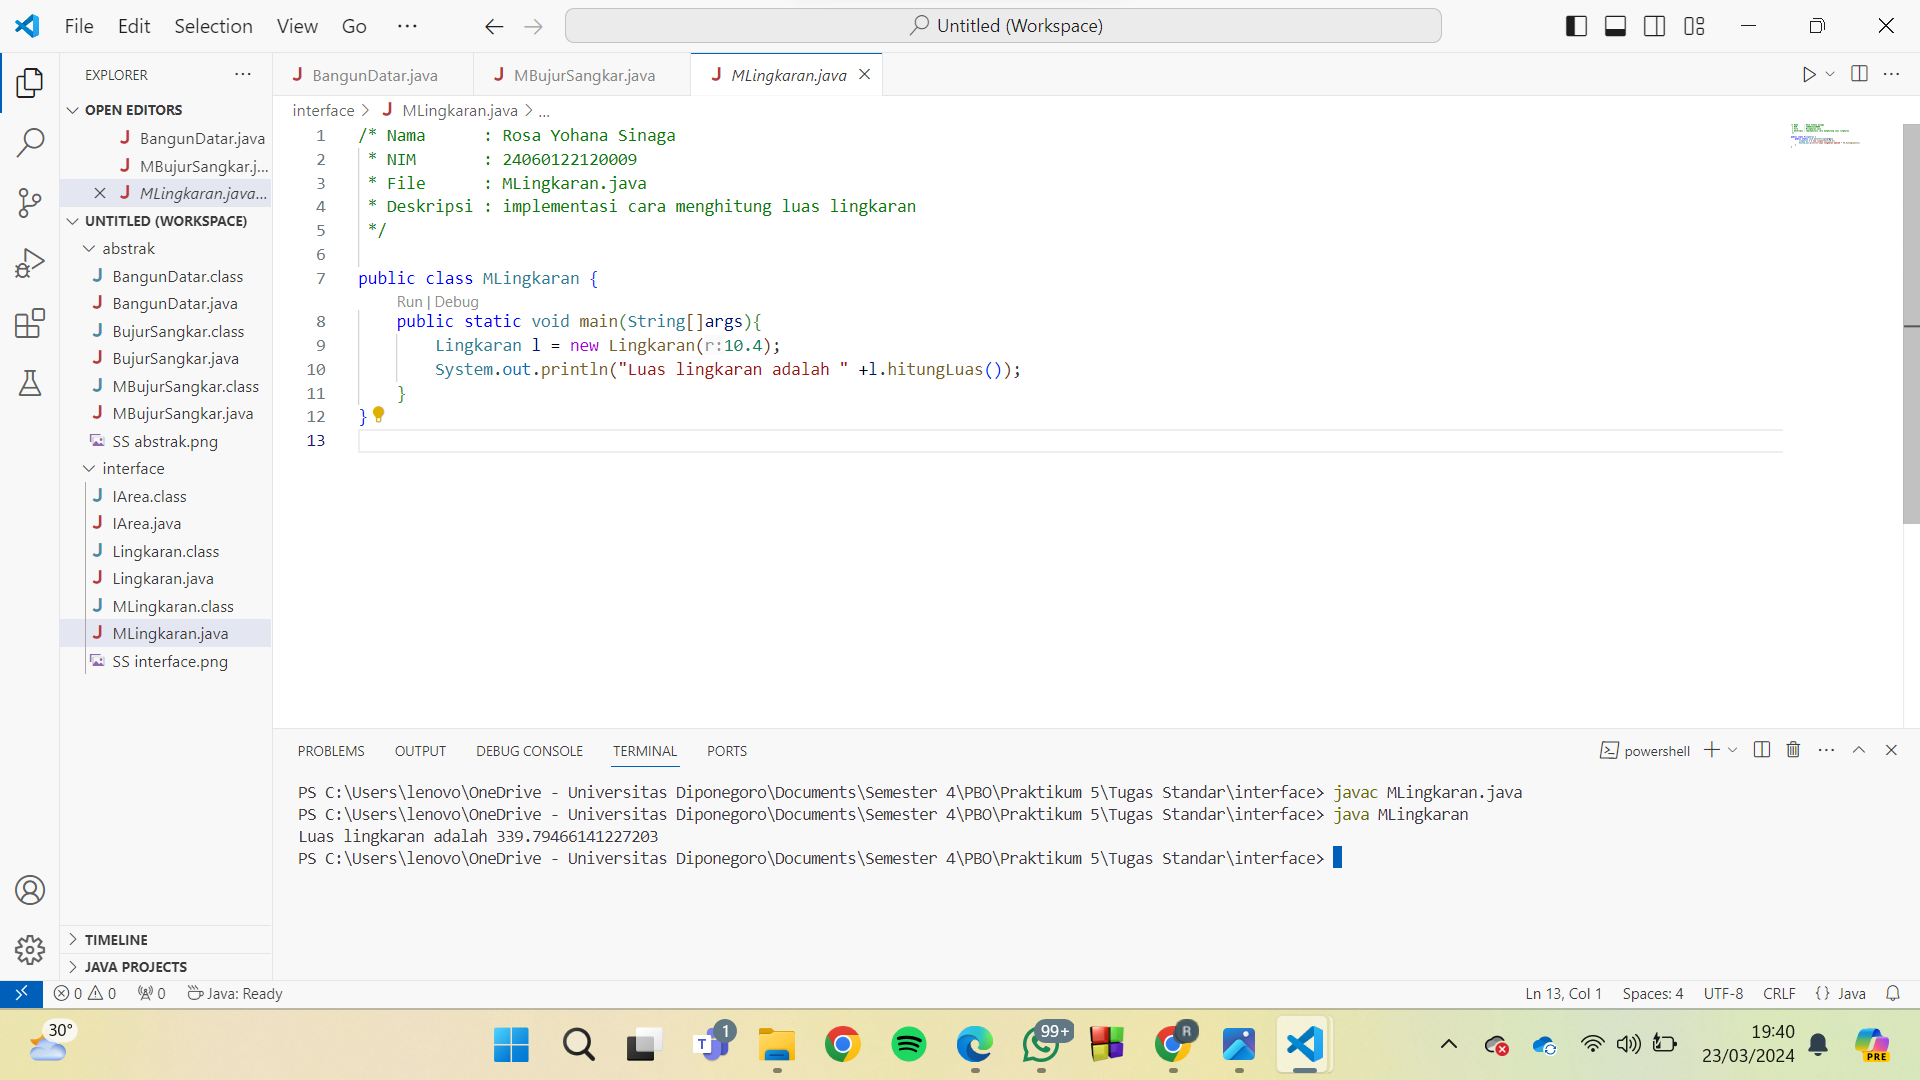 File Edit Selection View Go ... Untitled (Workspace)
EXPLORER ...
OPEN EDITORS
BangunDatar.java
MBujurSangkar.j...
MLingkaran.java...
UNTITLED (WORKSPACE)
abstrak
BangunDatar.class
BangunDatar.java
BujurSangkar.class
BujurSangkar.java
MBujurSangkar.class
MBujurSangkar.java
SS abstrak.png
interface
IArea.class
IArea.java
Lingkaran.class
Lingkaran.java
MLingkaran.class
MLingkaran.java
SS interface.png
TIMELINE
JAVA PROJECTS
BangunDatar.java MBujurSangkar.java MLingkaran.java
interface > MLingkaran.java > ...
1 /* Nama : Rosa Yohana Sinaga
2 * NIM : 24060122120009
3 * File : MLingkaran.java
4 * Deskripsi : implementasi cara menghitung luas lingkaran
5 */
6
7 public class MLingkaran {
Run | Debug
8 public static void main(String[]args){
9 Lingkaran l = new Lingkaran(r:10.4);
10 System.out.println("Luas lingkaran adalah " +l.hitungLuas());
11 }
12 }
13
PROBLEMS OUTPUT DEBUG CONSOLE TERMINAL PORTS powershell
PS C:\Users\lenovo\OneDrive - Universitas Diponegoro\Documents\Semester 4\PBO\Praktikum 5\Tugas Standar\interface> javac MLingkaran.java
PS C:\Users\lenovo\OneDrive - Universitas Diponegoro\Documents\Semester 4\PBO\Praktikum 5\Tugas Standar\interface> java MLingkaran
Luas lingkaran adalah 339.79466141227203
PS C:\Users\lenovo\OneDrive - Universitas Diponegoro\Documents\Semester 4\PBO\Praktikum 5\Tugas Standar\interface>
0 0 0 Java: Ready Ln 13, Col 1 Spaces: 4 UTF-8 CRLF {} Java
30° T 1 99+ R 19:40
23/03/2024 PRE